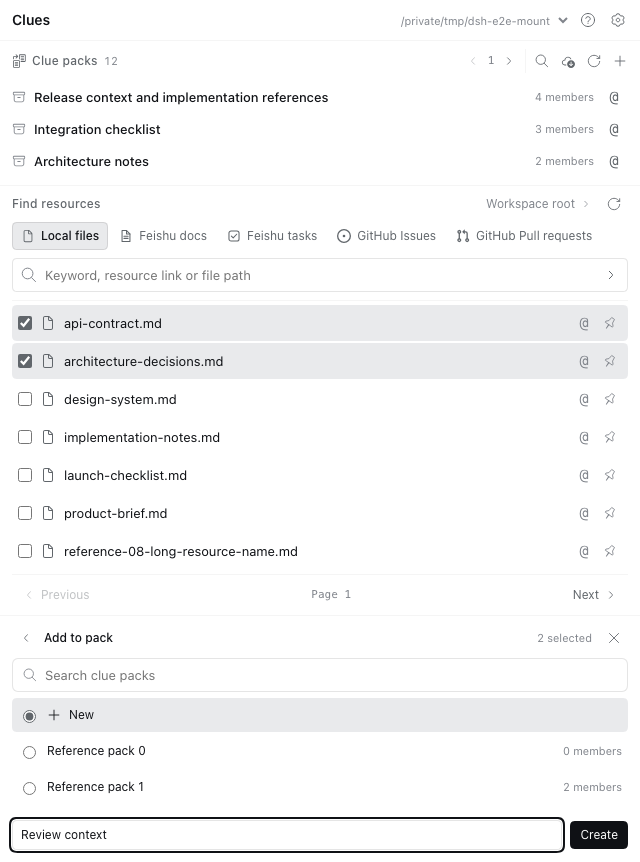 Clues /private/tmp/dsh-e2e-mount
Clue packs 12 1
Release context and implementation references 4 members @
Integration checklist 3 members @
Architecture notes 2 members @
Find resources Workspace root
Local files Feishu docs Feishu tasks GitHub Issues GitHub Pull requests
Keyword, resource link or file path
api-contract.md @
architecture-decisions.md @
design-system.md @
implementation-notes.md @
launch-checklist.md @
product-brief.md @
reference-08-long-resource-name.md @
Previous Page 1 Next
Add to pack 2 selected
Search clue packs
New
Reference pack 0 0 members
Reference pack 1 2 members
Review context Create